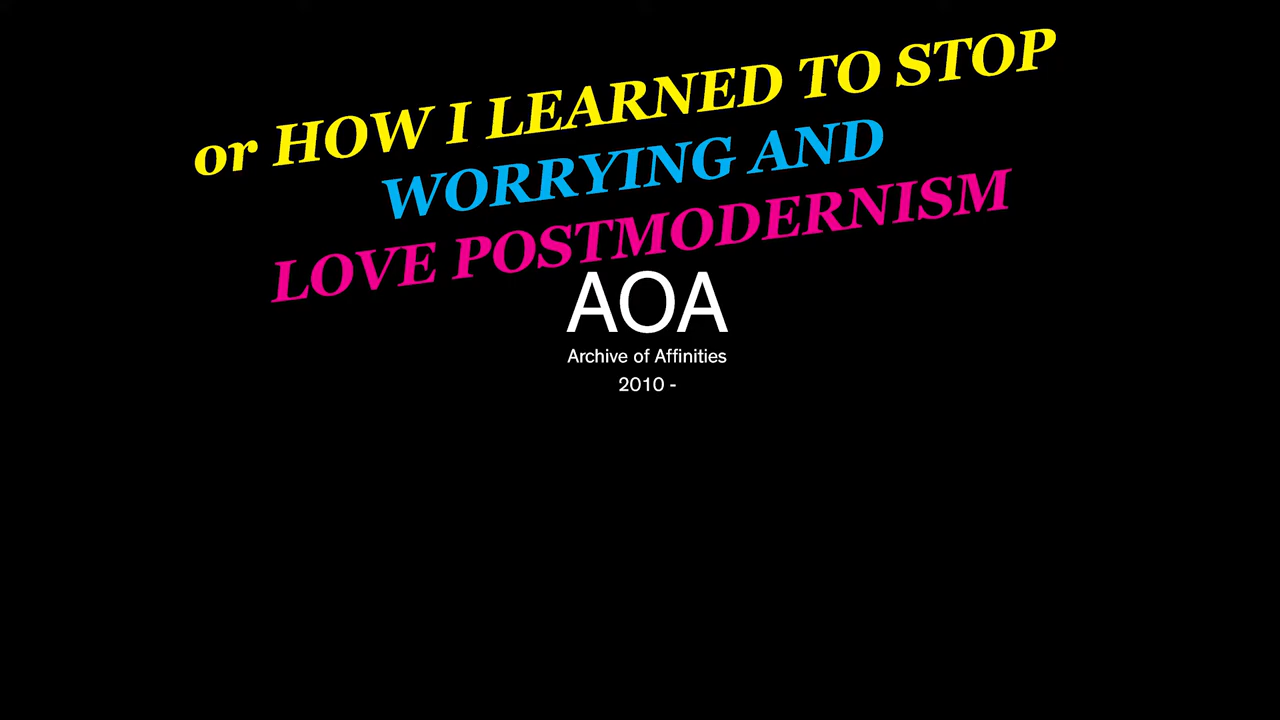 or HOW I LEARNED TO STOP
WORRYING AND
LOVE POSTMODERNISM
AOA
Archive of Affinities
2010 -